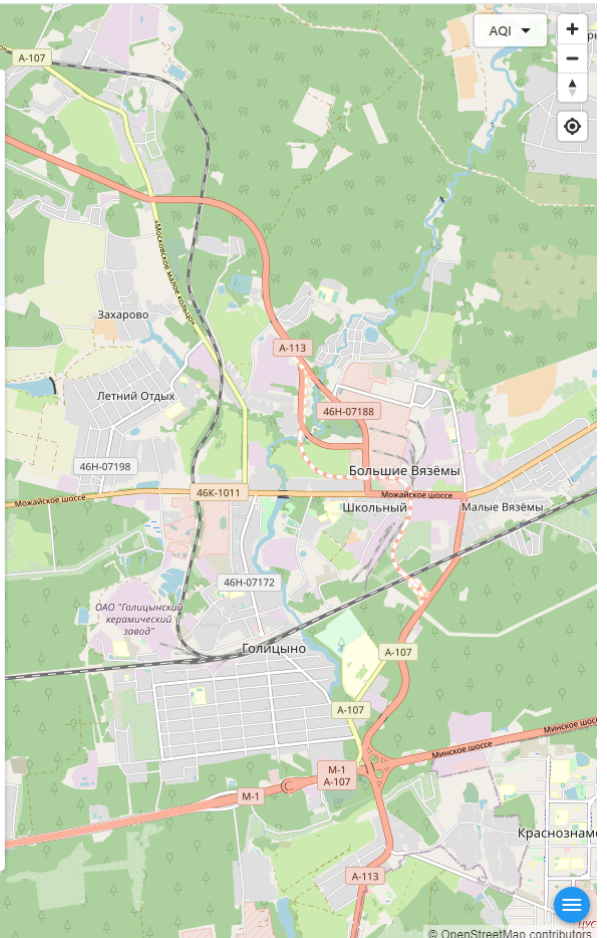 AQI
А-107
«Московское малое кольцо»
Захарово
А-113
Летний Отдых
46Н-07188
46Н-07198
Большие Вязёмы
46К-1011
Можайское шоссе
Можайское шоссе
Школьный
Малые Вязёмы
46Н-07172
ОАО "Голицынский
керамический
завод"
Голицыно
А-107
А-107
Минское шоссе
Минское шоссе
М-1
А-107
М-1
Краснознаме
А-113
© OpenStreetMap contributors